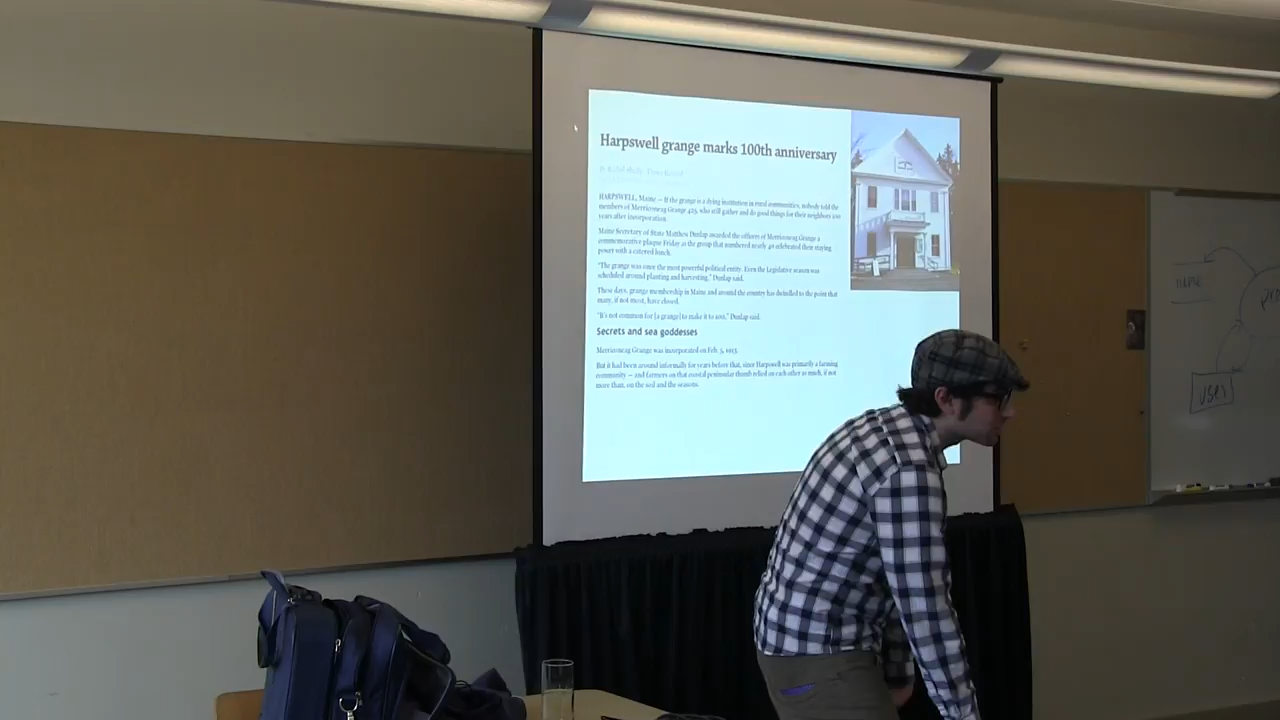 Harpswell grange marks 100th anniversary
HARPSWELL, Maine — If the grange is a dying institution in rural communities, nobody told the
members of Merriconeag Grange 425, who still gather and do good things for their neighbors 100
years after incorporation.
Maine Secretary of State Matthew Dunlap awarded the officers of Merriconeag Grange a
commemorative plaque Friday as the group that numbered nearly 40 celebrated their staying
power with a catered lunch.
"The grange was once the most powerful political entity. Even the Legislative season was
scheduled around planting and harvesting," Dunlap said.
These days, grange membership in Maine and around the country has dwindled to the point that
many, if not most, have closed.
"It's not common for [a grange] to make it to 100," Dunlap said.
Secrets and sea goddesses
Merriconeag Grange was incorporated on Feb. 3, 1915.
But it had been around informally for years before that, since Harpswell was primarily a farming
community — and farmers on that coastal peninsular thumb relied on each other as much, if not
more than, on the soil and the seasons.
USER